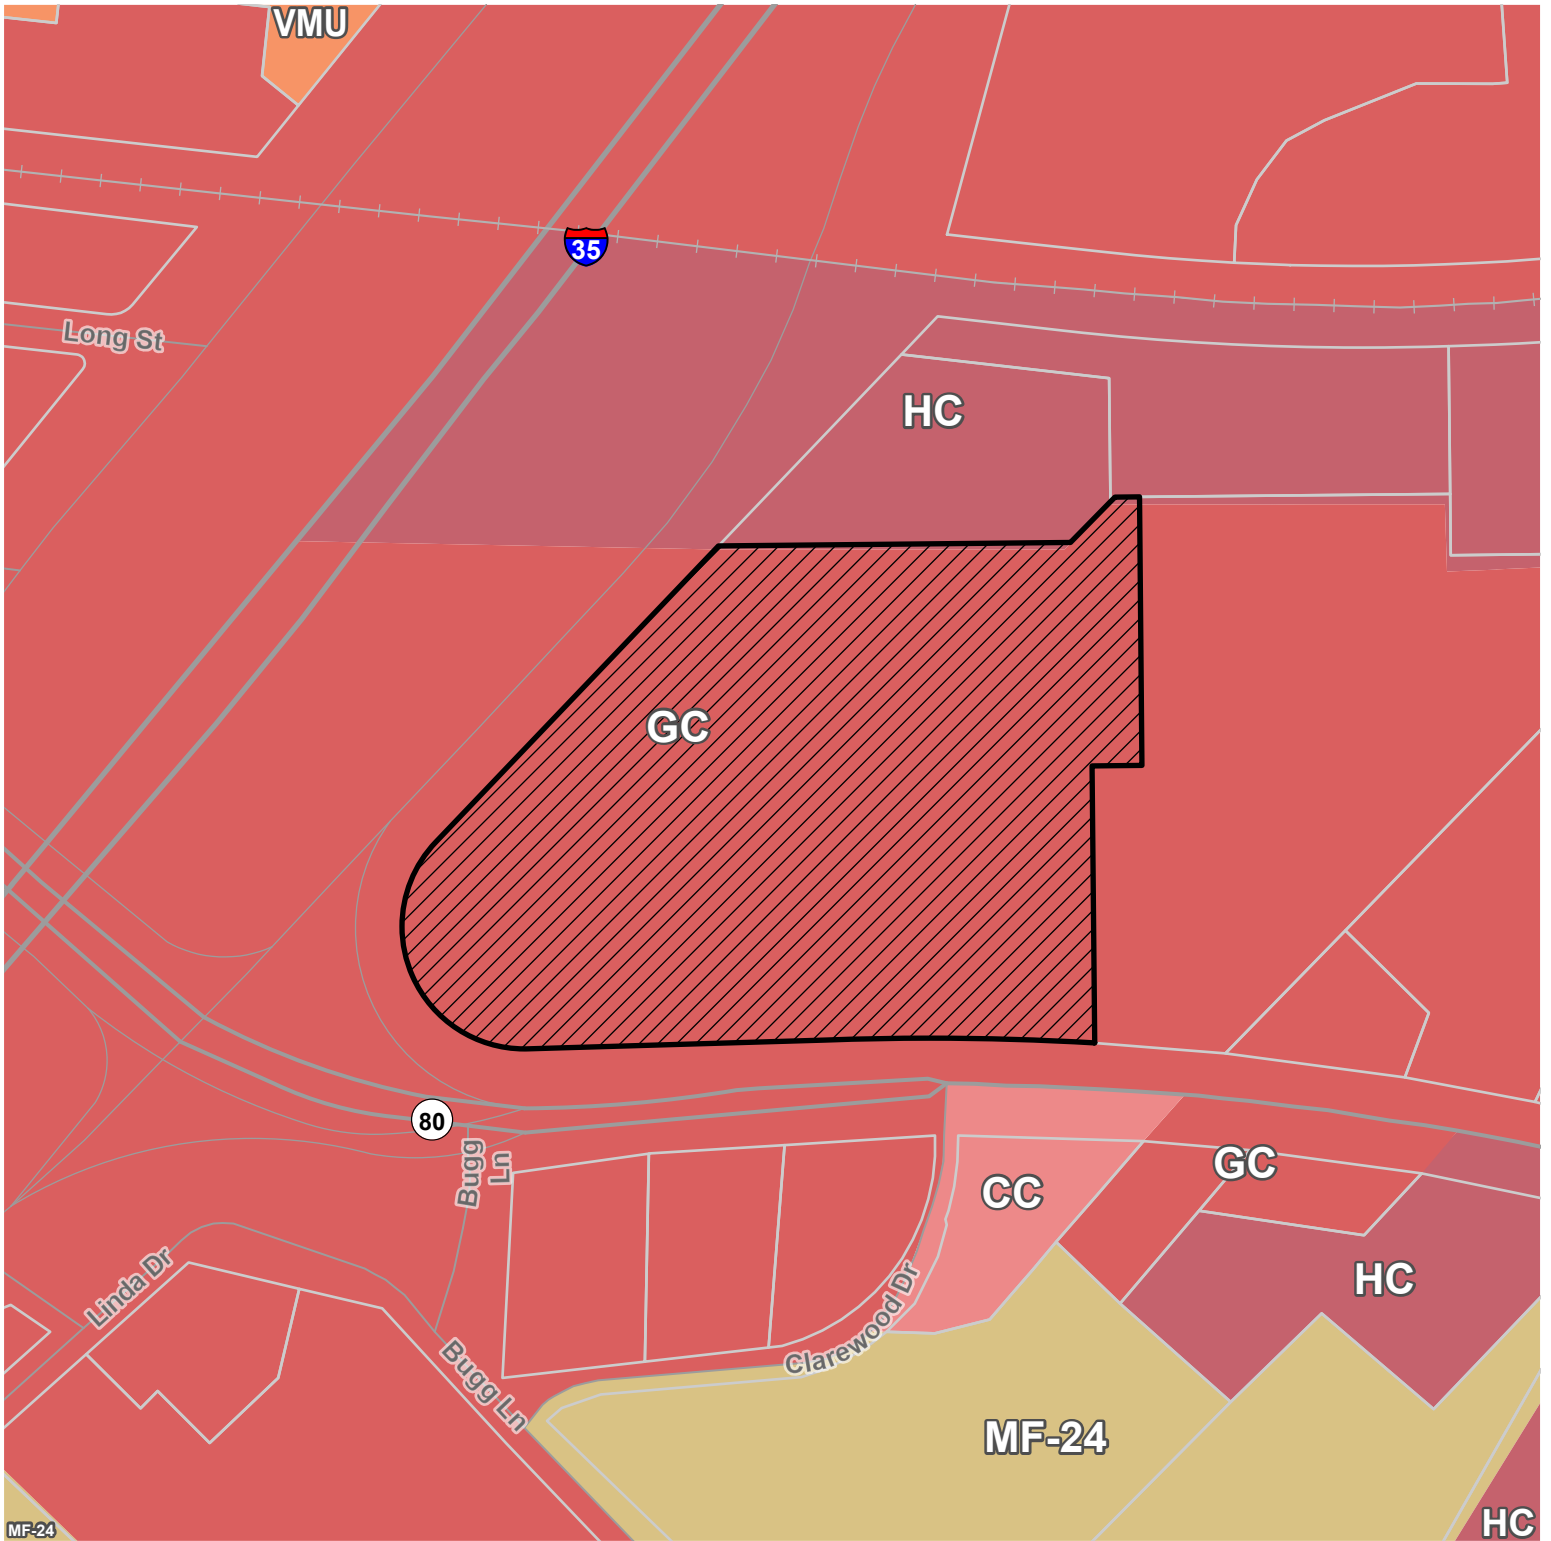 VMU
35
Long St
HC
GC
80
Bugg
Ln
GC
CC
HC
Linda Dr
Clarewood Dr
Bugg Ln
MF-24
HC
MF-24